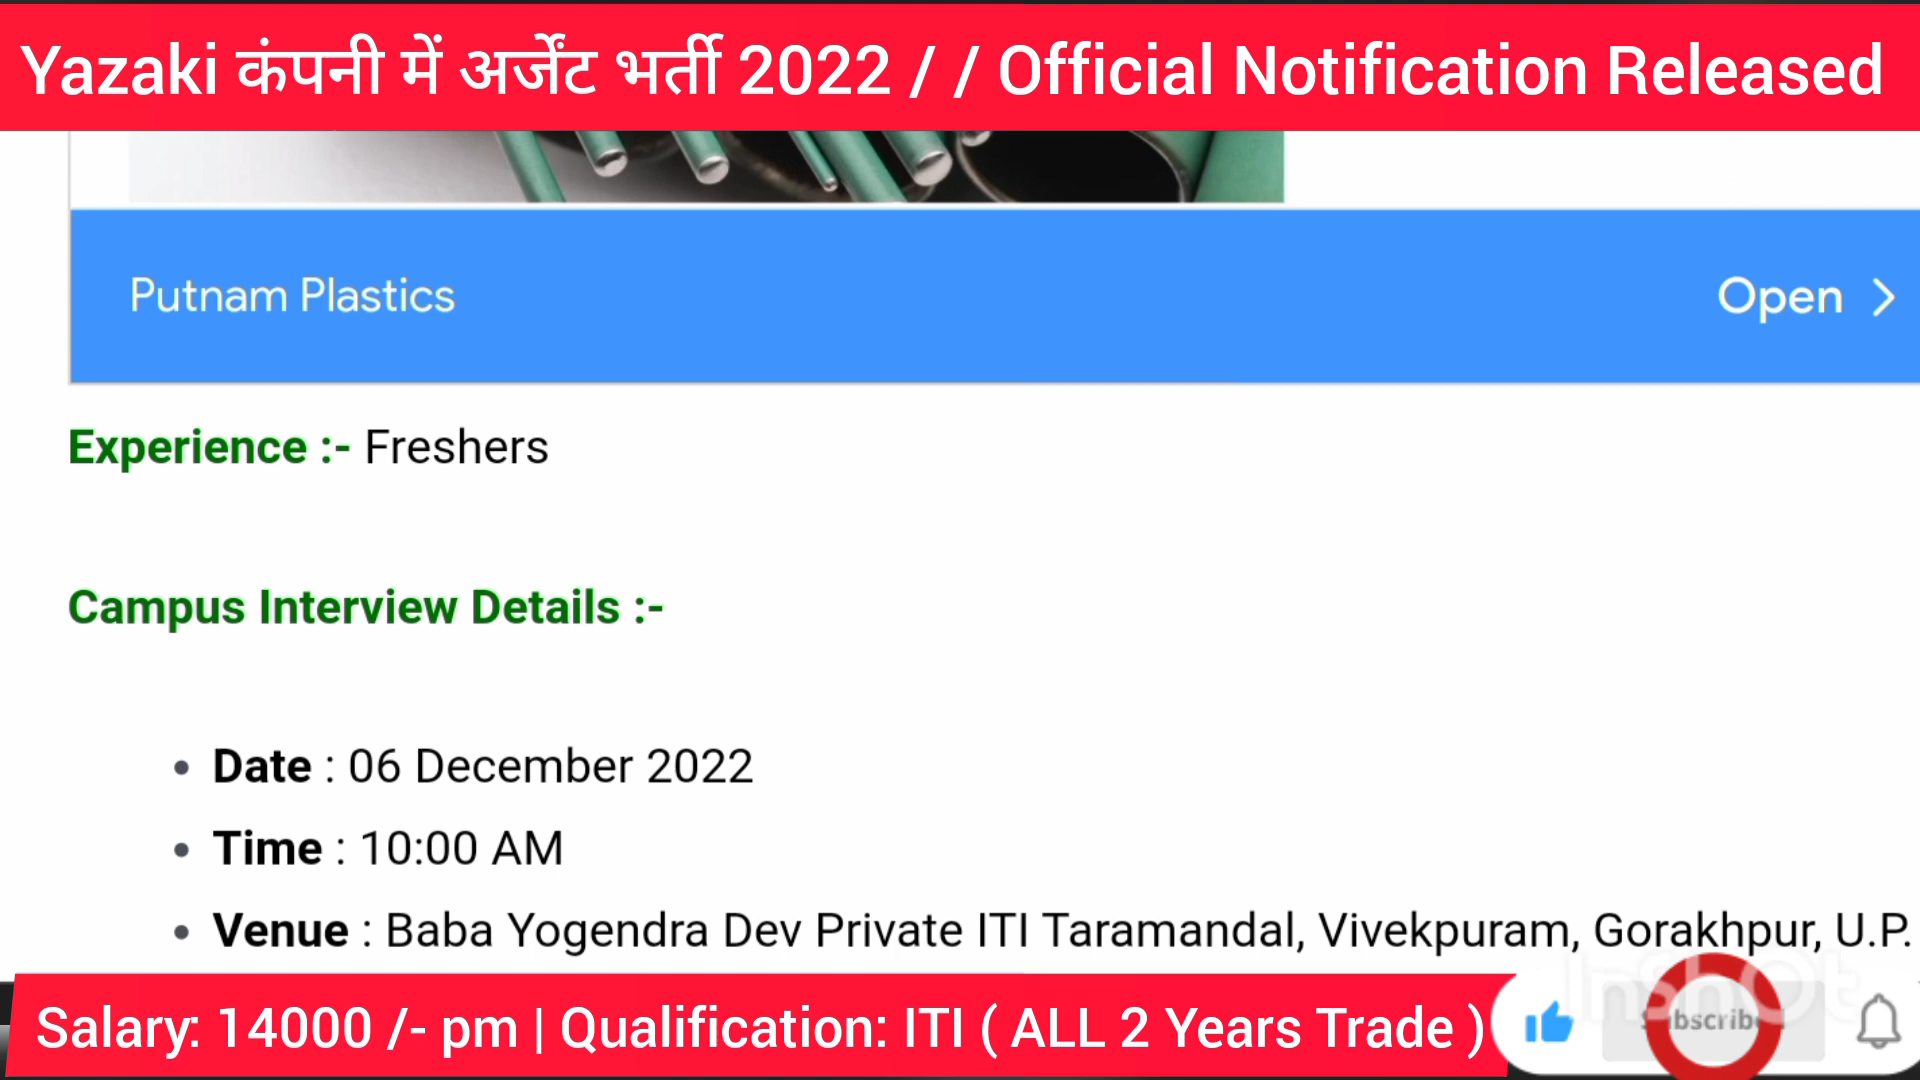 Yazaki कंपनी में अर्जेंट भर्ती 2022 / / Official Notification Released
Putnam Plastics
Open
Experience :- Freshers
Campus Interview Details :-
Date : 06 December 2022
Time : 10:00 AM
Venue : Baba Yogendra Dev Private ITI Taramandal, Vivekpuram, Gorakhpur, U.P.
InShOt
Salary: 14000 /- pm | Qualification: ITI ( ALL 2 Years Trade )